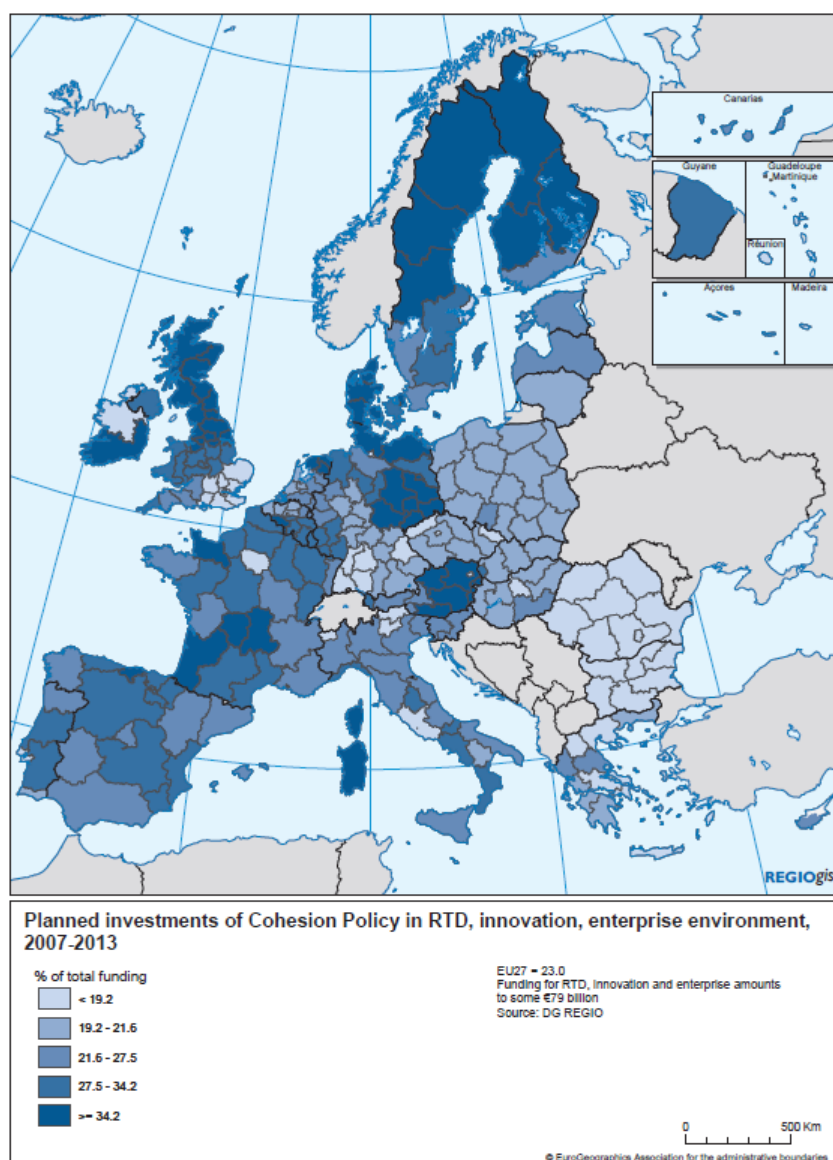 Canarias
Guyane
Guadeloupe
Martinique
Réunion
Açores
Madeira
REGIOgis
Planned investments of Cohesion Policy in RTD, innovation, enterprise environment,
2007-2013
% of total funding
< 19.2
19.2 - 21.6
21.6 - 27.5
27.5 - 34.2
>= 34.2
EU27 = 23.0
Funding for RTD, innovation and enterprise amounts
to some €79 billion
Source: DG REGIO
0 500 Km
© EuroGeographics Association for the administrative boundaries